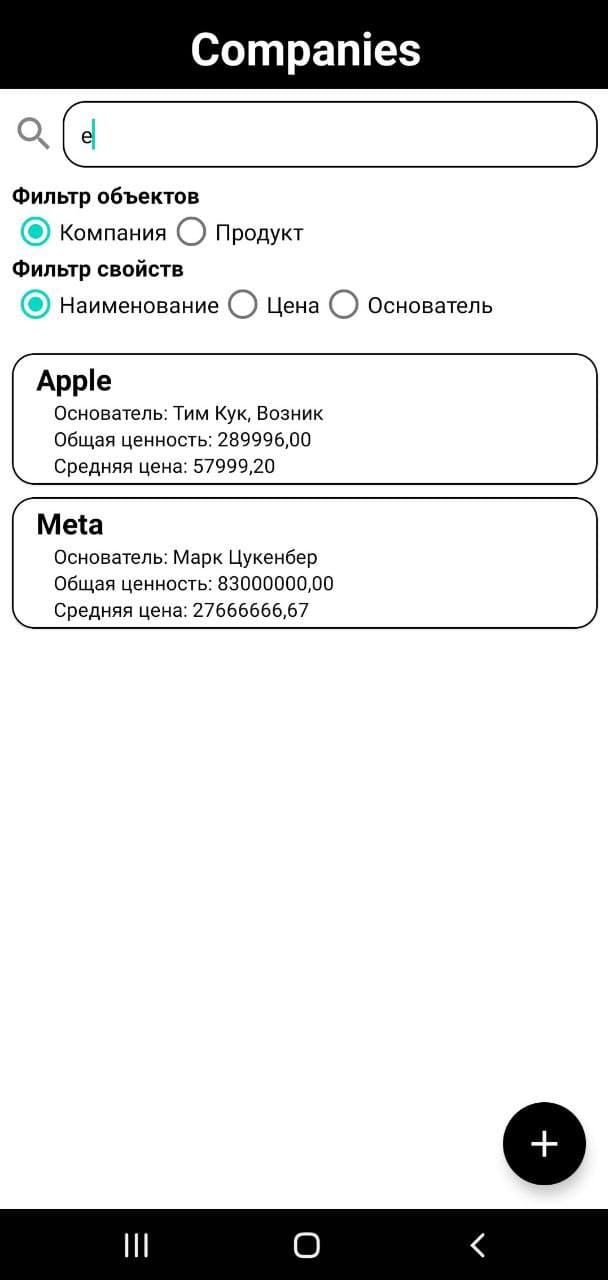 Companies
e
Фильтр объектов
Компания Продукт
Фильтр свойств
Наименование Цена Основатель
Apple
Основатель: Тим Кук, Возник
Общая ценность: 289996,00
Средняя цена: 57999,20
Meta
Основатель: Марк Цукенбер
Общая ценность: 83000000,00
Средняя цена: 27666666,67